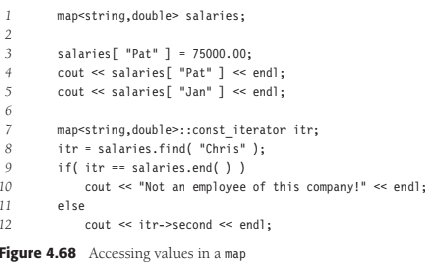 1 map<string,double> salaries;
2
3 salaries[ "Pat" ] = 75000.00;
4 cout << salaries[ "Pat" ] << endl;
5 cout << salaries[ "Jan" ] << endl;
6
7 map<string,double>::const_iterator itr;
8 itr = salaries.find( "Chris" );
9 if( itr == salaries.end( ) )
10 cout << "Not an employee of this company!" << endl;
11 else
12 cout << itr->second << endl;
Figure 4.68 Accessing values in a map